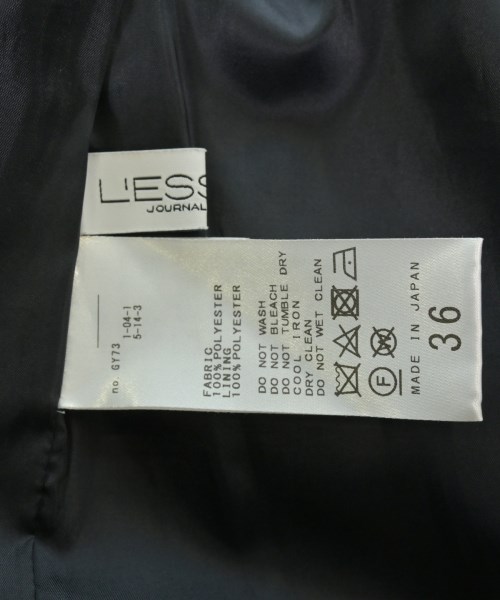 L'ESS
JOURNAL
no. GY73
1-04-1
5-14-3
FABRIC
100%POLYESTER
LINING
100%POLYESTER
DO NOT WASH
DO NOT BLEACH
DO NOT TUMBLE DRY
COOL IRON
DRY CLEAN
DO NOT WET CLEAN
F W
MADE IN JAPAN
36